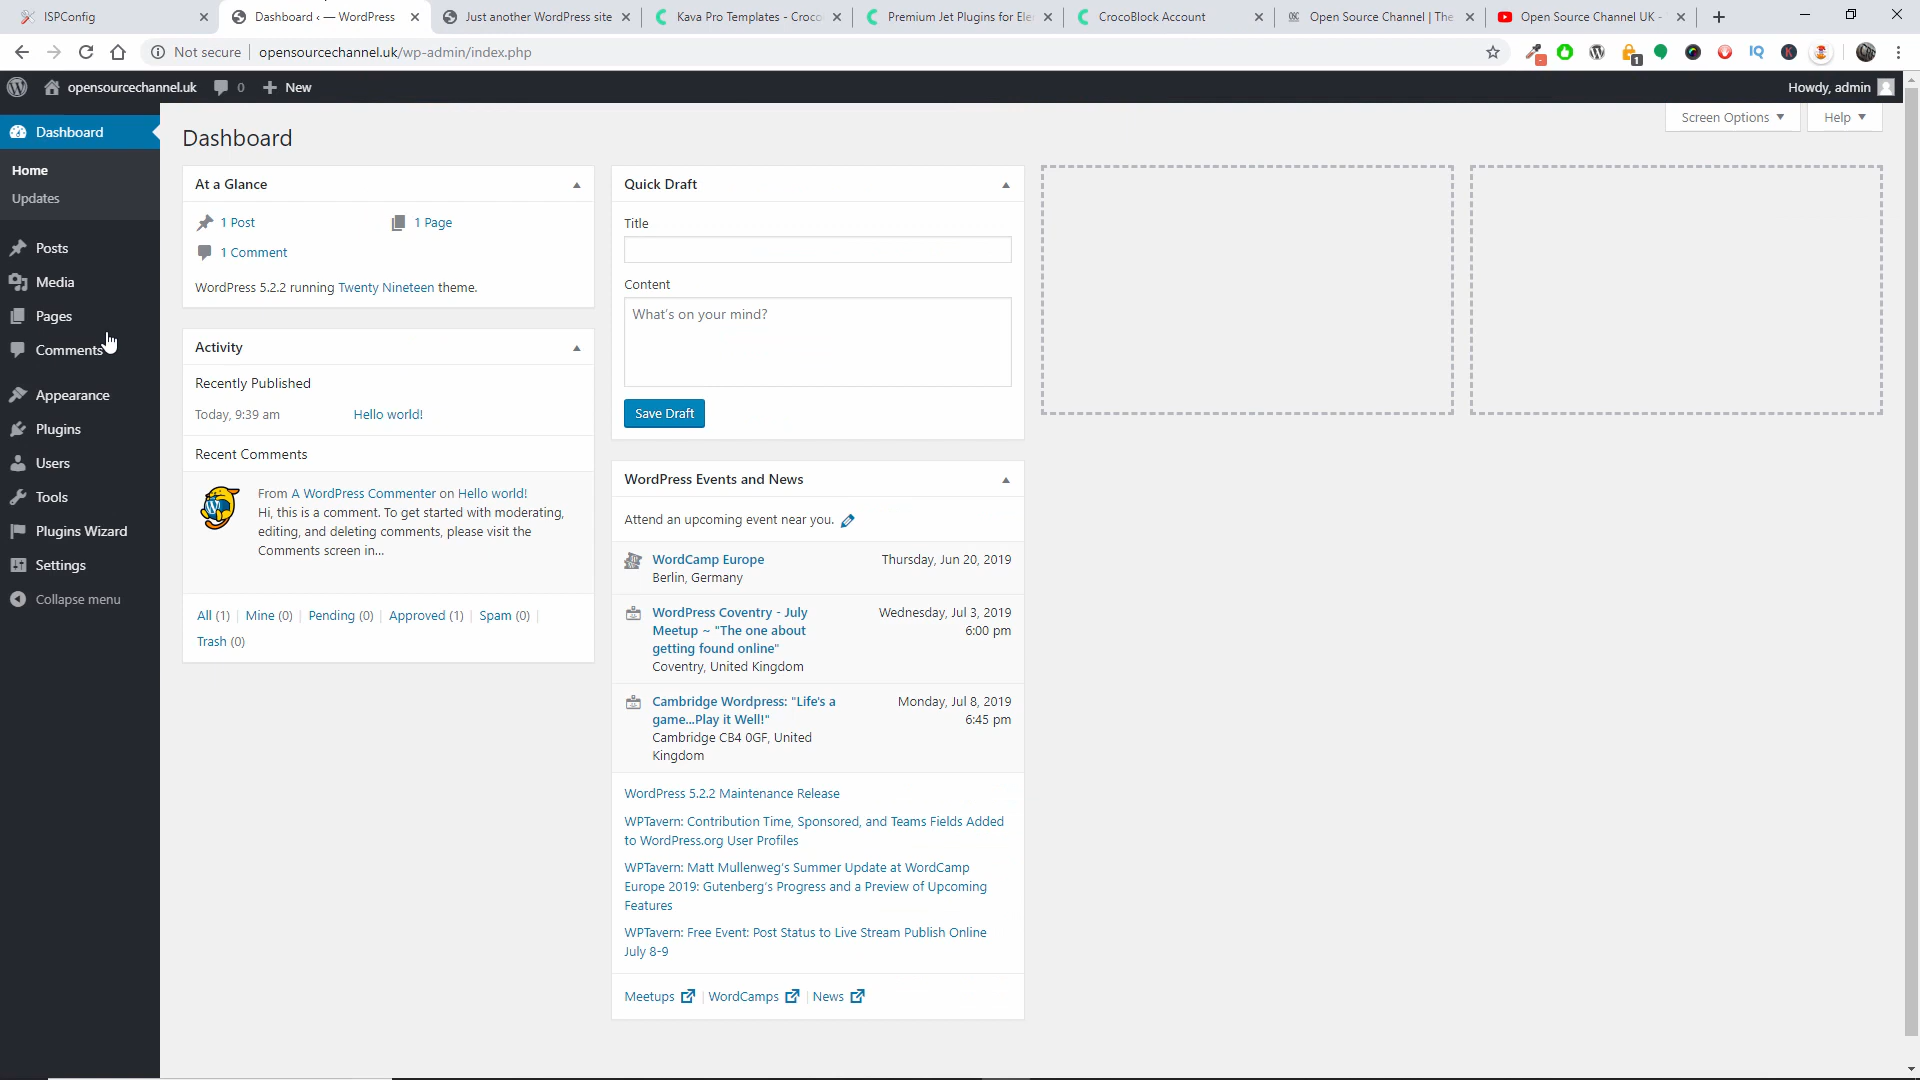 ISPConfig
Dashboard ‹ — WordPress
Just another WordPress site
Kava Pro Templates - Croco
Premium Jet Plugins for Ele
CrocoBlock Account
Open Source Channel | The
Open Source Channel UK -
Not secure
opensourcechannel.uk/wp-admin/index.php
1
IQ
K
opensourcechannel.uk
0
New
Howdy, admin
Screen Options
Help
Dashboard
Home
Updates
Posts
Media
Pages
Comments
Appearance
Plugins
Users
Tools
Plugins Wizard
Settings
Collapse menu
Dashboard
At a Glance
1 Post
1 Page
1 Comment
WordPress 5.2.2 running Twenty Nineteen theme.
Activity
Recently Published
Today, 9:39 am
Hello world!
Recent Comments
From A WordPress Commenter on Hello world!
Hi, this is a comment. To get started with moderating,
editing, and deleting comments, please visit the
Comments screen in…
All (1) | Mine (0) | Pending (0) | Approved (1) | Spam (0) |
Trash (0)
Quick Draft
Title
Content
What's on your mind?
Save Draft
WordPress Events and News
Attend an upcoming event near you.
WordCamp Europe
Thursday, Jun 20, 2019
Berlin, Germany
WordPress Coventry - July
Wednesday, Jul 3, 2019
Meetup ~ "The one about
6:00 pm
getting found online"
Coventry, United Kingdom
Cambridge Wordpress: "Life's a
Monday, Jul 8, 2019
game...Play it Well!"
6:45 pm
Cambridge CB4 0GF, United
Kingdom
WordPress 5.2.2 Maintenance Release
WPTavern: Contribution Time, Sponsored, and Teams Fields Added
to WordPress.org User Profiles
WPTavern: Matt Mullenweg's Summer Update at WordCamp
Europe 2019: Gutenberg's Progress and a Preview of Upcoming
Features
WPTavern: Free Event: Post Status to Live Stream Publish Online
July 8-9
Meetups | WordCamps | News